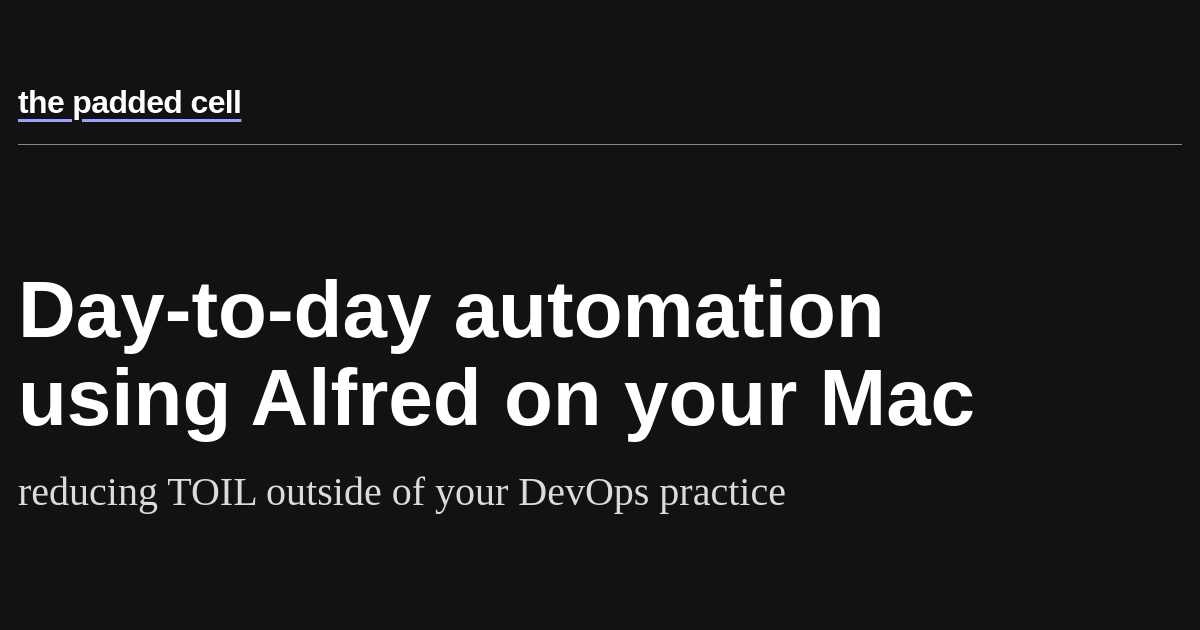 the padded cell
Day-to-day automation
using Alfred on your Mac
reducing TOIL outside of your DevOps practice